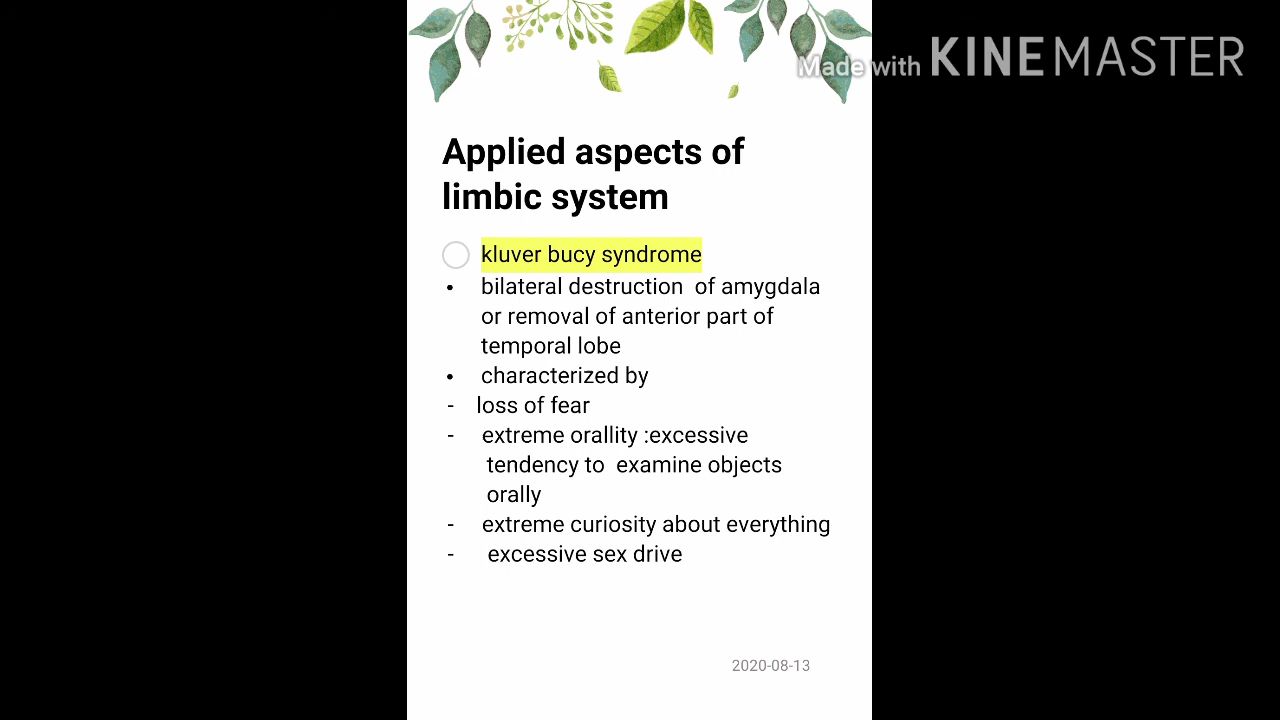 Made with KINEMASTER
Applied aspects of
limbic system
kluver bucy syndrome
• bilateral destruction of amygdala
or removal of anterior part of
temporal lobe
• characterized by
- loss of fear
- extreme orallity :excessive
tendency to examine objects
orally
- extreme curiosity about everything
- excessive sex drive
2020-08-13